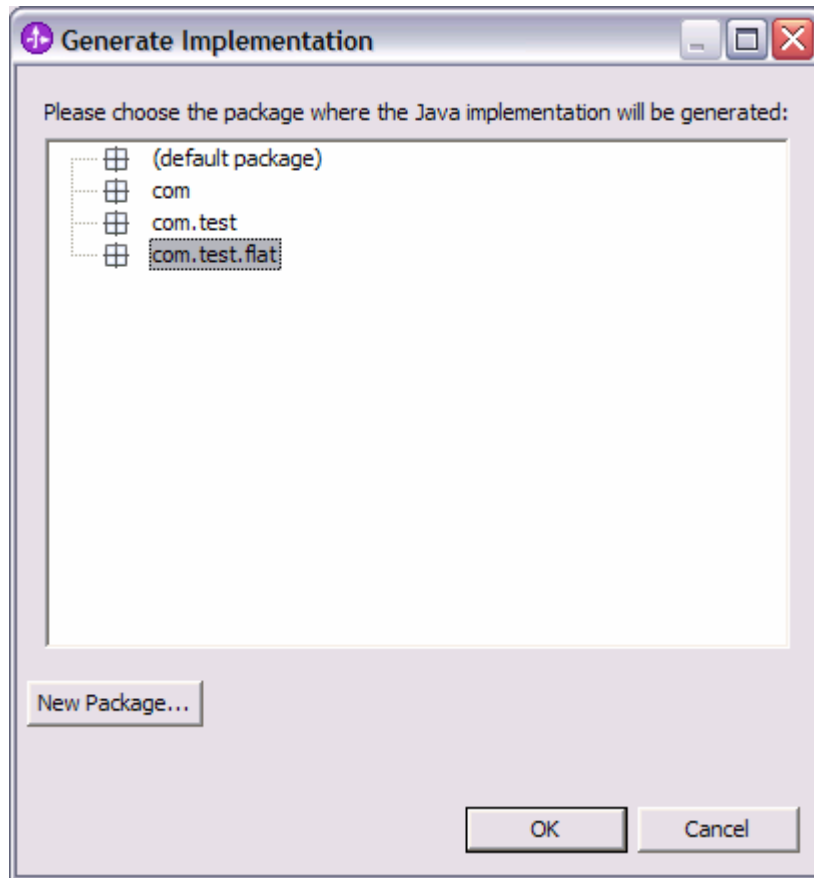 Generate Implementation
Please choose the package where the Java implementation will be generated:
(default package)
com
com.test
com.test.flat
New Package...
OK
Cancel